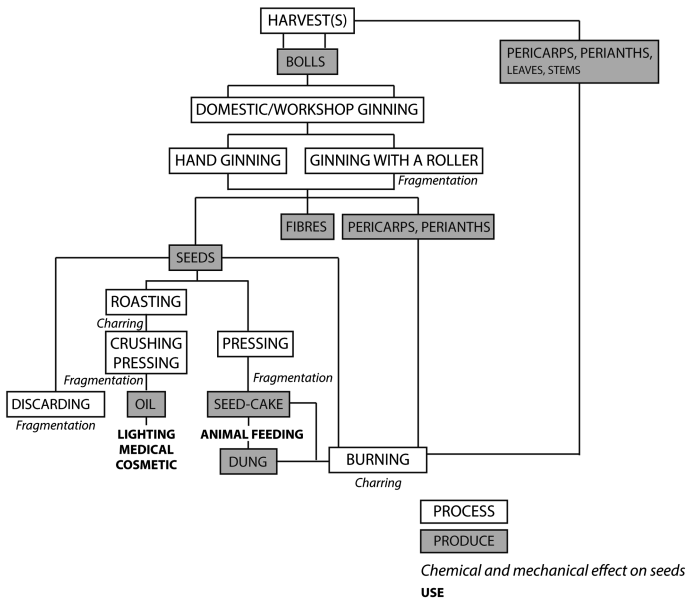 HARVEST(S)
PERICARPS, PERIANTHS,
LEAVES, STEMS
BOLLS
DOMESTIC/WORKSHOP GINNING
HAND GINNING
GINNING WITH A ROLLER
Fragmentation
FIBRES
PERICARPS, PERIANTHS
SEEDS
ROASTING
Charring
CRUSHING
PRESSING
PRESSING
Fragmentation
Fragmentation
DISCARDING
OIL
SEED-CAKE
Fragmentation
LIGHTING
MEDICAL
COSMETIC
ANIMAL FEEDING
DUNG
BURNING
Charring
PROCESS
PRODUCE
Chemical and mechanical effect on seeds
USE